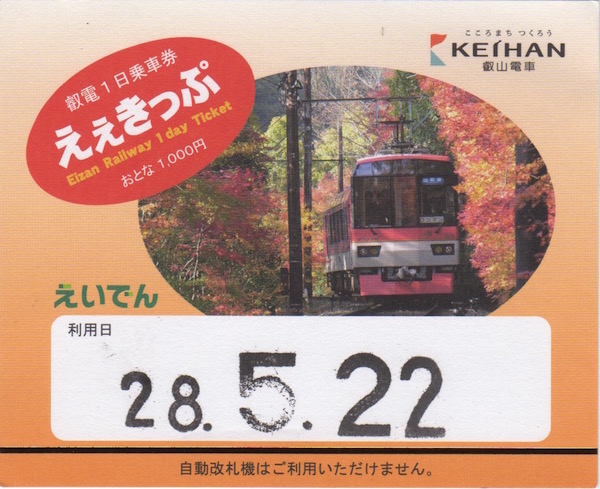 叡電1日乗車券
ええきっぷ
Eizan Railway 1day Ticket
おとな 1,000円
こころまち つくろう
KEIHAN
叡山電車
えいでん
利用日
28.5.22
自動改札機はご利用いただけません。